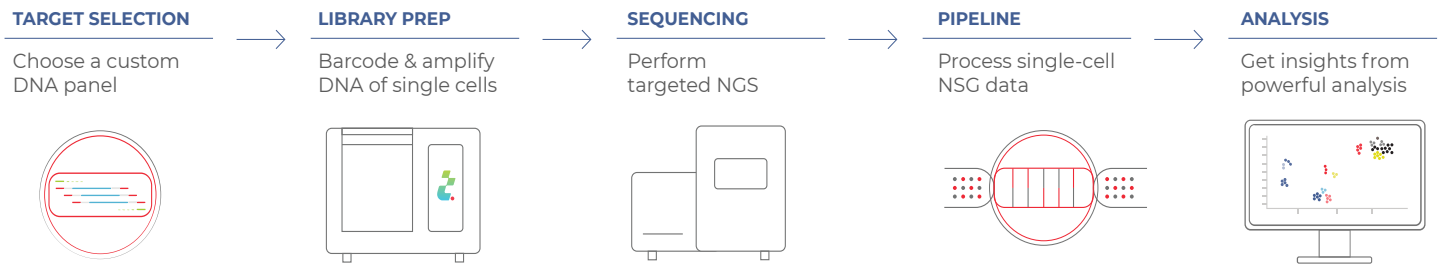 TARGET SELECTION
Choose a custom
DNA panel
LIBRARY PREP
Barcode & amplify
DNA of single cells
SEQUENCING
Perform
targeted NGS
PIPELINE
Process single-cell
NSG data
ANALYSIS
Get insights from
powerful analysis